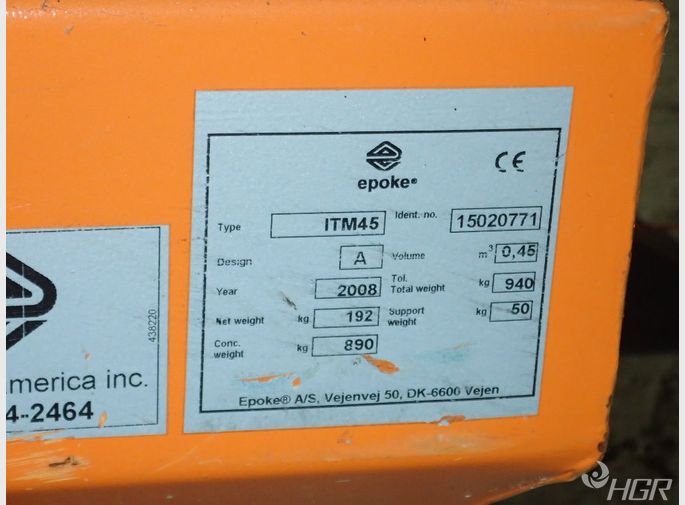 epoke®
CE
Type ITM45 Ident. no. 15020771
Design A Volume m³ 0,45
Year 2008 Tol. Total weight kg 940
Net weight kg 192 Support weight kg 50
Conc. weight kg 890
Epoke® A/S, Vejenvej 50, DK-6600 Vejen
438220
merica inc.
4-2464
HGR